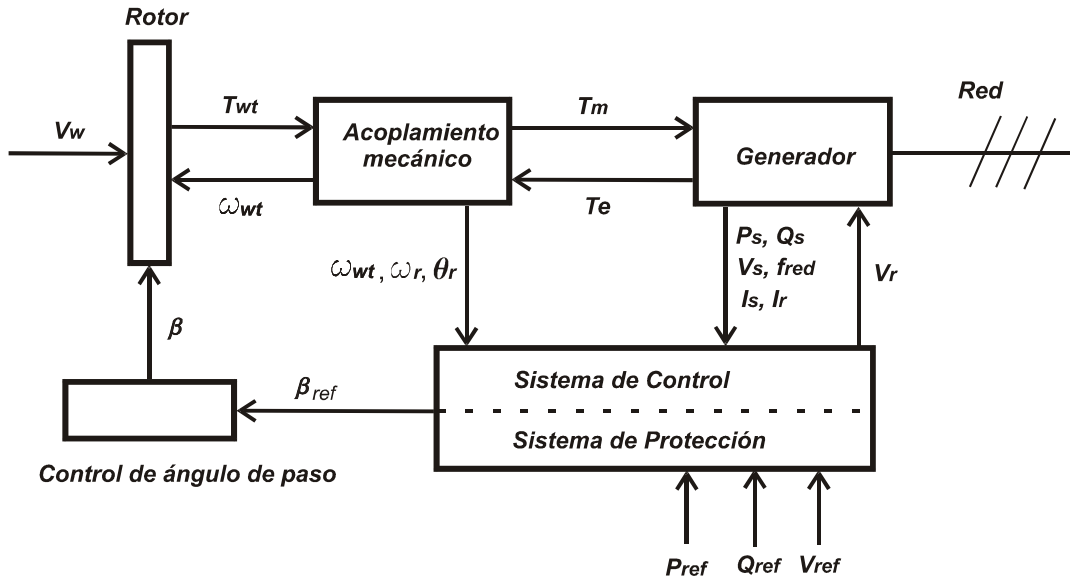 Rotor
Vw
Twt
ωwt
Acoplamiento
mecánico
Tm
Te
Generador
Red
ωwt, ωr, θr
Ps, Qs
Vs, fred
Is, Ir
Vr
β
βref
Sistema de Control
Sistema de Protección
Control de ángulo de paso
Pref
Qref
Vref